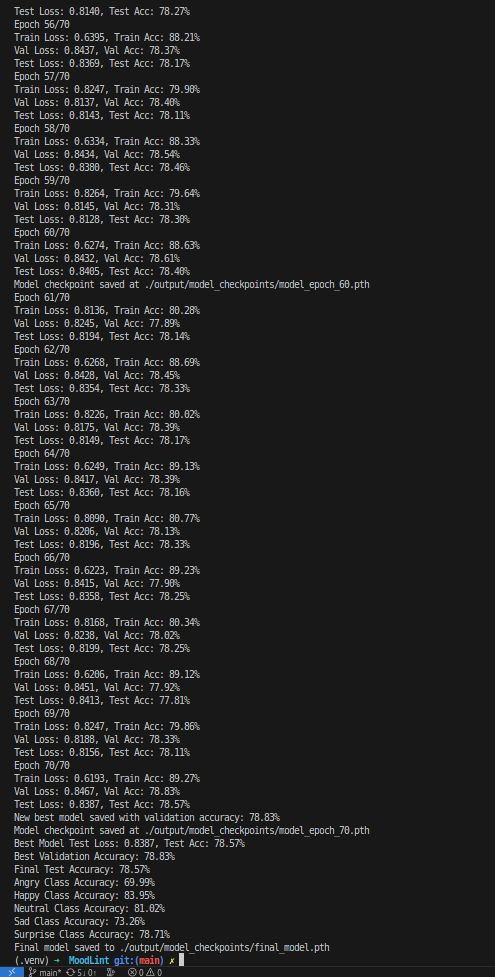 Test Loss: 0.8140, Test Acc: 78.27%
Epoch 56/70
Train Loss: 0.6395, Train Acc: 88.21%
Val Loss: 0.8437, Val Acc: 78.37%
Test Loss: 0.8369, Test Acc: 78.17%
Epoch 57/70
Train Loss: 0.8247, Train Acc: 79.90%
Val Loss: 0.8137, Val Acc: 78.40%
Test Loss: 0.8143, Test Acc: 78.11%
Epoch 58/70
Train Loss: 0.6334, Train Acc: 88.33%
Val Loss: 0.8434, Val Acc: 78.54%
Test Loss: 0.8380, Test Acc: 78.46%
Epoch 59/70
Train Loss: 0.8264, Train Acc: 79.64%
Val Loss: 0.8145, Val Acc: 78.31%
Test Loss: 0.8128, Test Acc: 78.30%
Epoch 60/70
Train Loss: 0.6274, Train Acc: 88.63%
Val Loss: 0.8432, Val Acc: 78.61%
Test Loss: 0.8405, Test Acc: 78.40%
Model checkpoint saved at ./output/model_checkpoints/model_epoch_60.pth
Epoch 61/70
Train Loss: 0.8136, Train Acc: 80.28%
Val Loss: 0.8245, Val Acc: 77.89%
Test Loss: 0.8194, Test Acc: 78.14%
Epoch 62/70
Train Loss: 0.6268, Train Acc: 88.69%
Val Loss: 0.8428, Val Acc: 78.45%
Test Loss: 0.8354, Test Acc: 78.33%
Epoch 63/70
Train Loss: 0.8226, Train Acc: 80.02%
Val Loss: 0.8175, Val Acc: 78.39%
Test Loss: 0.8149, Test Acc: 78.17%
Epoch 64/70
Train Loss: 0.6249, Train Acc: 89.13%
Val Loss: 0.8417, Val Acc: 78.39%
Test Loss: 0.8360, Test Acc: 78.16%
Epoch 65/70
Train Loss: 0.8090, Train Acc: 80.77%
Val Loss: 0.8206, Val Acc: 78.13%
Test Loss: 0.8196, Test Acc: 78.33%
Epoch 66/70
Train Loss: 0.6223, Train Acc: 89.23%
Val Loss: 0.8415, Val Acc: 77.90%
Test Loss: 0.8358, Test Acc: 78.25%
Epoch 67/70
Train Loss: 0.8168, Train Acc: 80.34%
Val Loss: 0.8238, Val Acc: 78.02%
Test Loss: 0.8199, Test Acc: 78.25%
Epoch 68/70
Train Loss: 0.6206, Train Acc: 89.12%
Val Loss: 0.8451, Val Acc: 77.92%
Test Loss: 0.8413, Test Acc: 77.81%
Epoch 69/70
Train Loss: 0.8247, Train Acc: 79.86%
Val Loss: 0.8188, Val Acc: 78.33%
Test Loss: 0.8156, Test Acc: 78.11%
Epoch 70/70
Train Loss: 0.6193, Train Acc: 89.27%
Val Loss: 0.8467, Val Acc: 78.83%
Test Loss: 0.8387, Test Acc: 78.57%
New best model saved with validation accuracy: 78.83%
Model checkpoint saved at ./output/model_checkpoints/model_epoch_70.pth
Best Model Test Loss: 0.8387, Test Acc: 78.57%
Best Validation Accuracy: 78.83%
Final Test Accuracy: 78.57%
Angry Class Accuracy: 69.99%
Happy Class Accuracy: 83.95%
Neutral Class Accuracy: 81.02%
Sad Class Accuracy: 73.26%
Surprise Class Accuracy: 78.71%
Final model saved to ./output/model_checkpoints/final_model.pth
(.venv) → MoodLint git:(main) ✗
main* 5↓ 0↑ 0 0